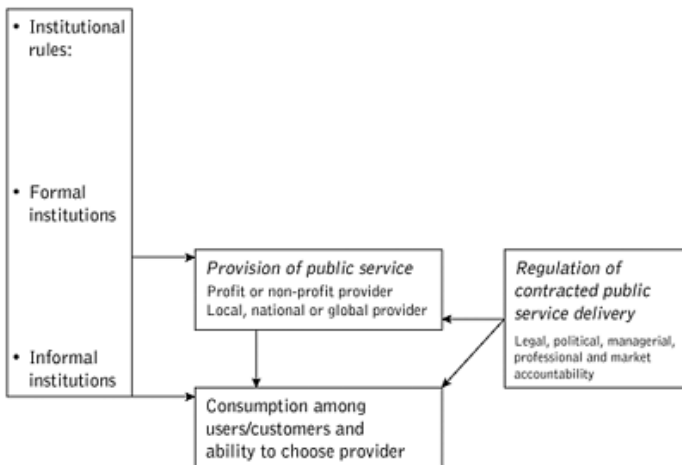 • Institutional
rules:
• Formal
institutions
• Informal
institutions
Provision of public service
Profit or non-profit provider
Local, national or global provider
Regulation of
contracted public
service delivery
Legal, political, managerial,
professional and market
accountability
Consumption among
users/customers and
ability to choose provider